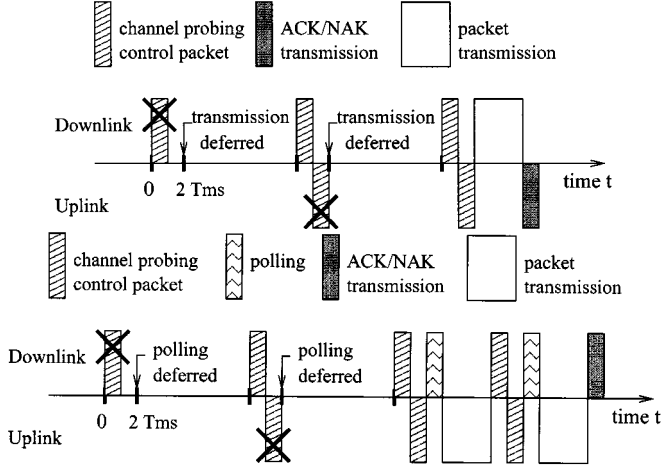 channel probing
control packet
ACK/NAK
transmission
packet
transmission
Downlink
transmission
deferred
transmission
deferred
0
2 Tms
time t
Uplink
channel probing
control packet
polling
ACK/NAK
transmission
packet
transmission
Downlink
polling
deferred
polling
deferred
0
2 Tms
time t
Uplink